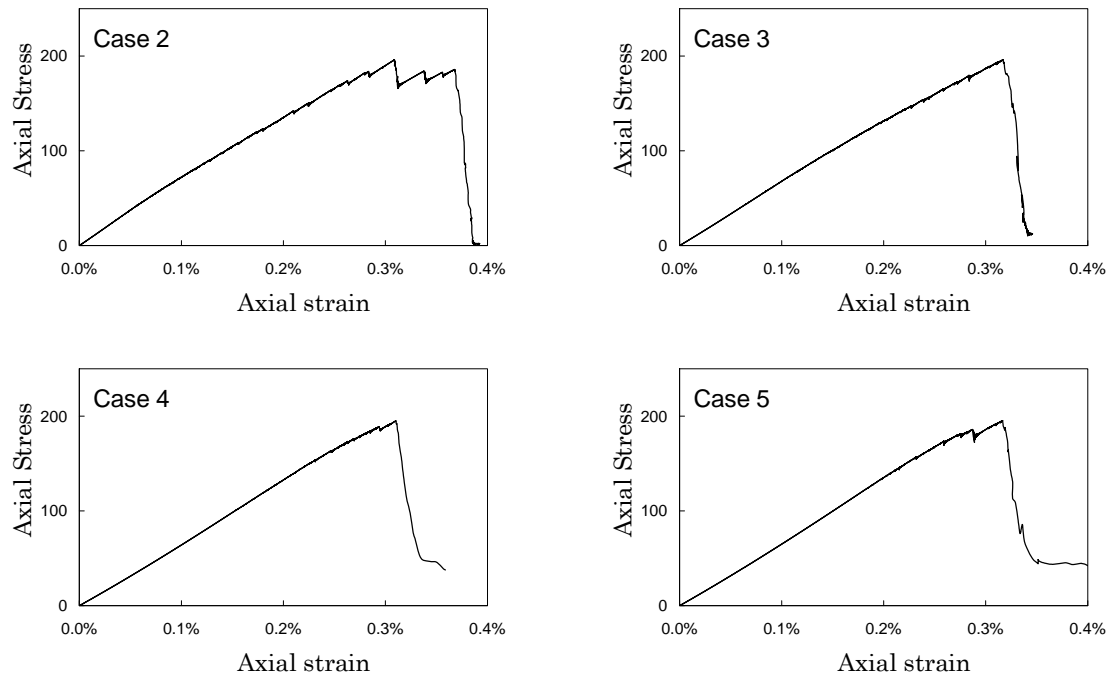 Case 2
Axial Stress
200
100
0
0.0%
0.1%
0.2%
0.3%
0.4%
Axial strain
Case 3
Axial Stress
200
100
0
0.0%
0.1%
0.2%
0.3%
0.4%
Axial strain
Case 4
Axial Stress
200
100
0
0.0%
0.1%
0.2%
0.3%
0.4%
Axial strain
Case 5
Axial Stress
200
100
0
0.0%
0.1%
0.2%
0.3%
0.4%
Axial strain